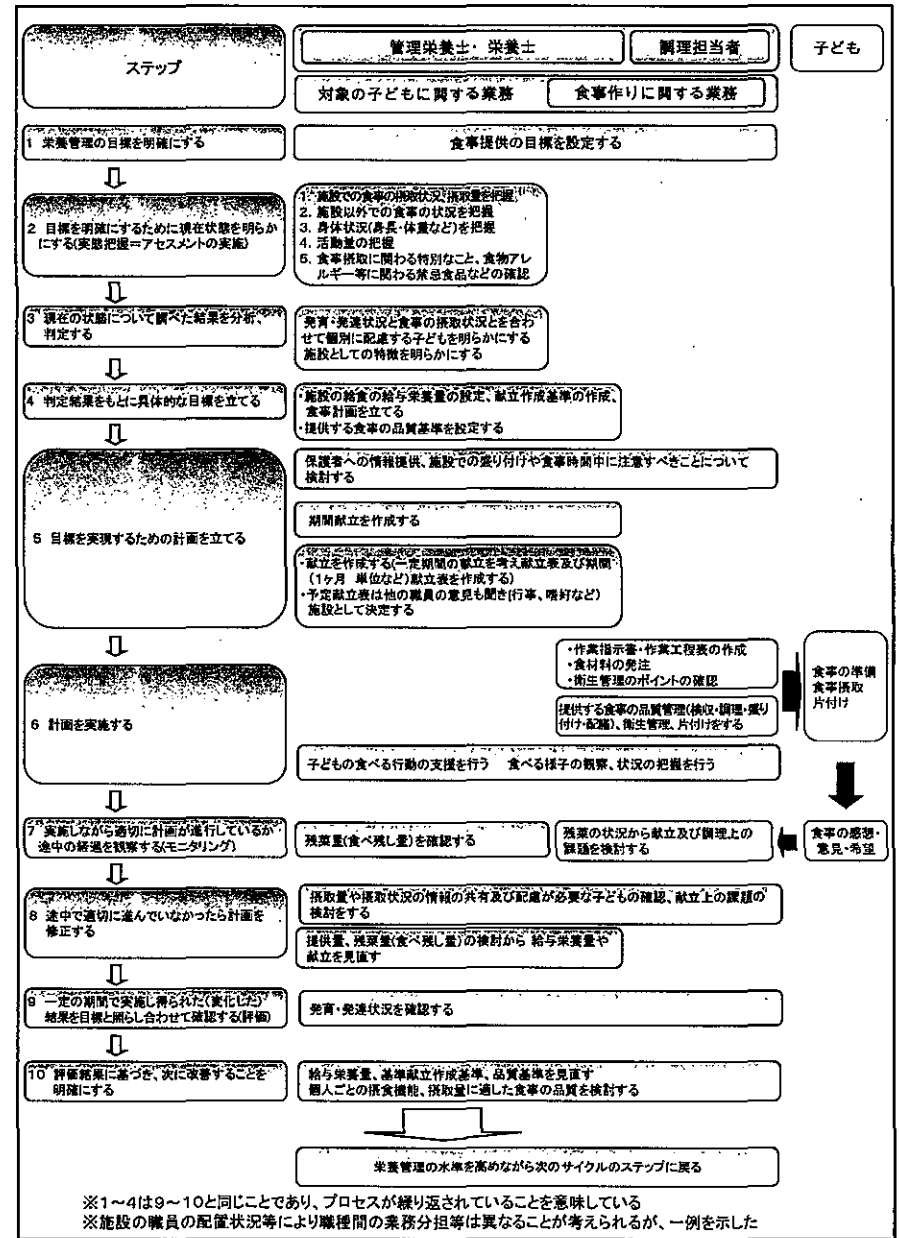 ステップ
管理栄養士・栄養士
調理担当者
子ども
対象の子どもに関する業務
食事作りに関する業務
1 栄養管理の目標を明確にする
食事提供の目標を設定する
2 目標を明確にするために現在状態を明らか
にする(実態把握=アセスメントの実施)
1. 施設での食事の摂取状況、摂取量を把握
2. 施設以外での食事の状況を把握
3. 身体状況(身長・体重など)を把握
4. 活動量の把握
5. 食事摂取に関わる特別なこと、食物アレ
ルギー等に関わる禁忌食品などの確認
3 現在の状態について調べた結果を分析、
判定する
発育・発達状況と食事の摂取状況とを合わ
せて個別に配慮する子どもを明らかにする
施設としての特徴を明らかにする
4 判定結果をもとに具体的な目標を立てる
・施設の給食の給与栄養量の設定、献立作成基準の作成、
食事計画を立てる
・提供する食事の品質基準を設定する
5 目標を実現するための計画を立てる
保護者への情報提供、施設での盛り付けや食事時間中に注意すべきことについて
検討する
期間献立を作成する
・献立を作成する(一定期間の献立を考え献立表及び期間
(1ヶ月 単位など)献立表を作成する)
・予定献立表は他の職員の意見も聞き(行事、嗜好など)
施設として決定する
6 計画を実施する
・作業指示書・作業工程表の作成
・食材料の発注
・衛生管理のポイントの確認
提供する食事の品質管理(検収・調理・盛り
付け・配膳)、衛生管理、片付けをする
食事の準備
食事摂取
片付け
子どもの食べる行動の支援を行う 食べる様子の観察、状況の把握を行う
7 実施しながら適切に計画が進行しているか
途中の経過を観察する(モニタリング)
残菜量(食べ残し量)を確認する
残菜の状況から献立及び調理上の
課題を検討する
食事の感想・
意見・希望
8 途中で適切に進んでいなかったら計画を
修正する
摂取量や摂取状況の情報の共有及び配慮が必要な子どもの確認、献立上の課題の
検討をする
提供量、残菜量(食べ残し量)の検討から 給与栄養量や
献立を見直す
9 一定の期間で実施し得られた(変化した)
結果を目標と照らし合わせて確認する(評価)
発育・発達状況を確認する
10 評価結果に基づき、次に改善することを
明確にする
給与栄養量、基準献立作成基準、品質基準を見直す
個人ごとの摂食機能、摂取量に適した食事の品質を検討する
栄養管理の水準を高めながら次のサイクルのステップに戻る
※1~4は9~10と同じことであり、プロセスが繰り返されていることを意味している
※施設の職員の配置状況等により職種間の業務分担等は異なることが考えられるが、一例を示した